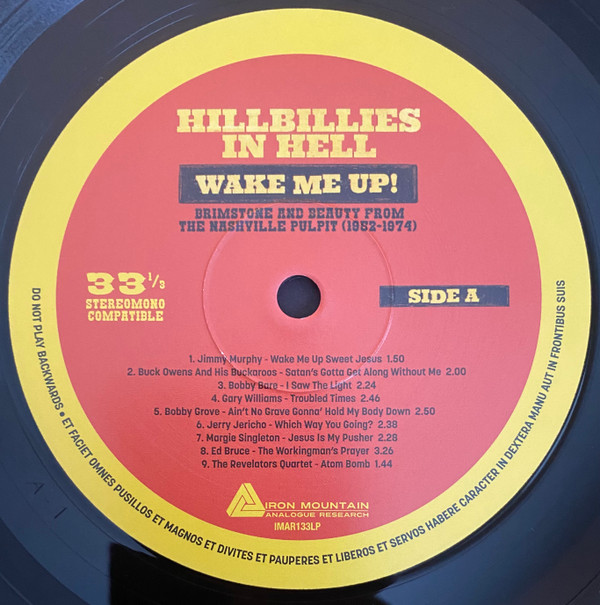 HILLBILLIES
IN HELL
WAKE ME UP!
BRIMSTONE AND BEAUTY FROM
THE NASHVILLE PULPIT (1952-1974)
33 1/3
STEREOMONO
COMPATIBLE
SIDE A
1. Jimmy Murphy - Wake Me Up Sweet Jesus 1.50
2. Buck Owens And His Buckaroos - Satan's Gotta Get Along Without Me 2.00
3. Bobby Bare - I Saw The Light 2.24
4. Gary Williams - Troubled Times 2.46
5. Bobby Grove - Ain't No Grave Gonna' Hold My Body Down 2.50
6. Jerry Jericho - Which Way You Going? 2.38
7. Margie Singleton - Jesus Is My Pusher 2.28
8. Ed Bruce - The Workingman's Prayer 3.26
9. The Revelators Quartet - Atom Bomb 1.44
IRON MOUNTAIN
ANALOGUE RESEARCH
IMAR133LP
DO NOT PLAY BACKWARDS • ET FACIET OMNES PUSILLOS ET MAGNOS ET DIVITES ET PAUPERES ET LIBEROS ET SERVOS HABERE CARACTER IN DEXTERA MANU AUT IN FRONTIBUS SUIS